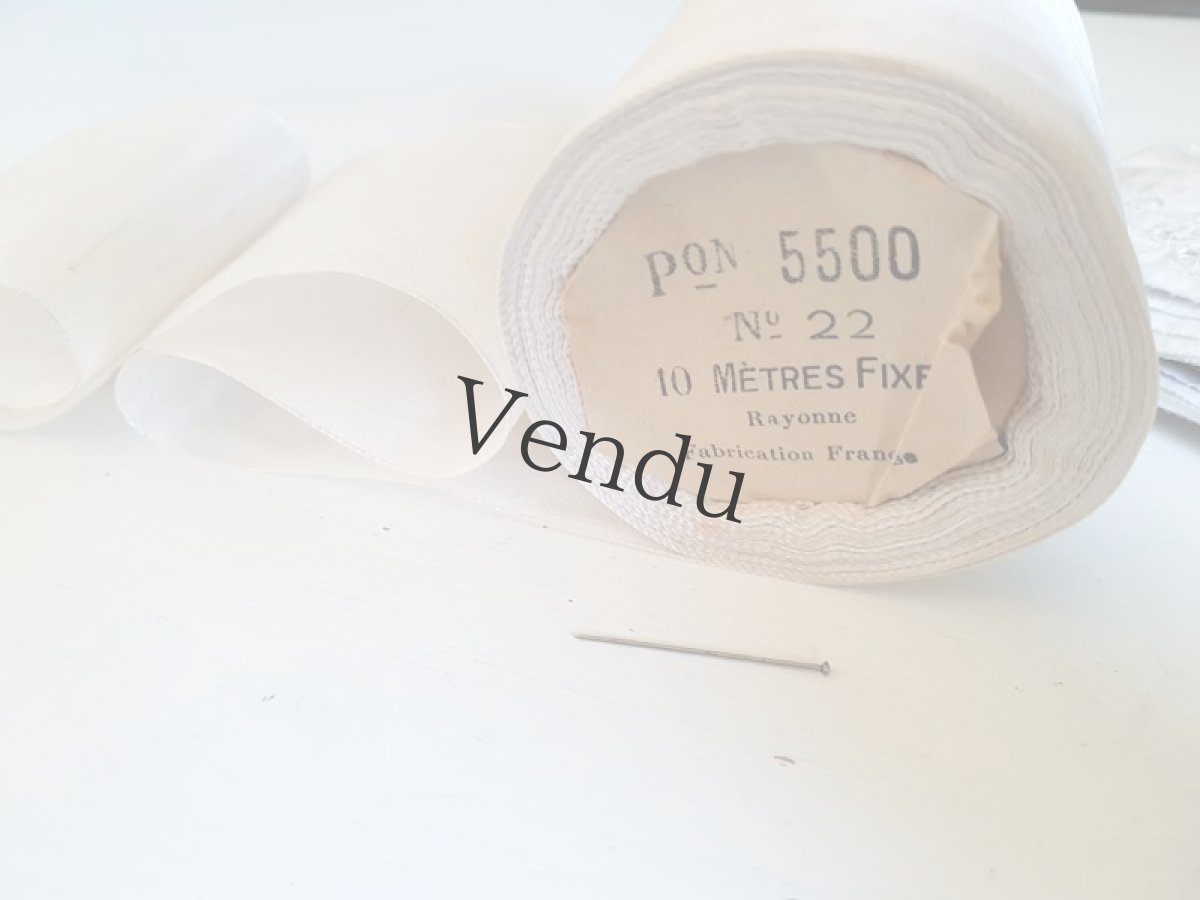 PON 5500
No 22
10 MÈTRES FIXE
Rayonne
Fabrication França
Vendu